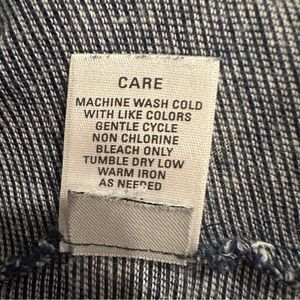 CARE
MACHINE WASH COLD
WITH LIKE COLORS
GENTLE CYCLE
NON CHLORINE
BLEACH ONLY
TUMBLE DRY LOW
WARM IRON
AS NEEDED